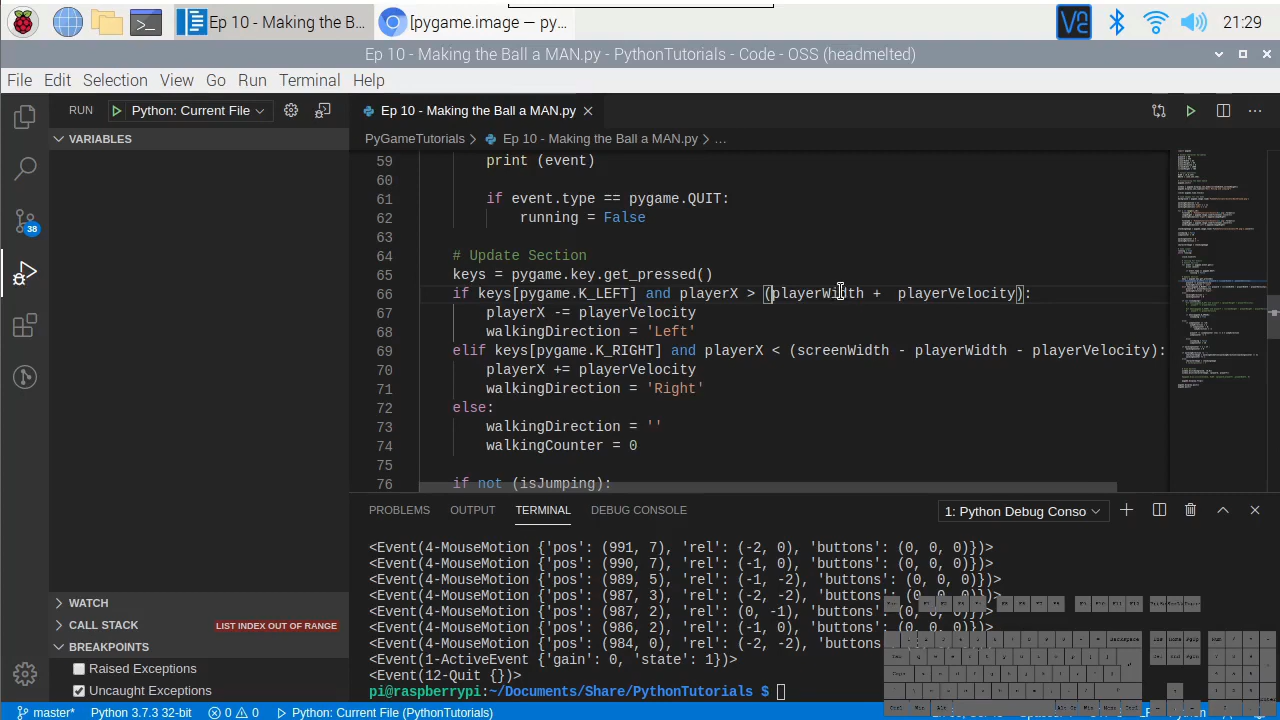 Ep 10 - Making the B...
[pygame.image — py...
21:29
Ep 10 - Making the Ball a MAN.py - PythonTutorials - Code - OSS (headmelted)
File Edit Selection View Go Run Terminal Help
RUN Python: Current File
Ep 10 - Making the Ball a MAN.py
VARIABLES
PyGameTutorials > Ep 10 - Making the Ball a MAN.py > ...
59 print (event)
60
61 if event.type == pygame.QUIT:
62 running = False
63
64 # Update Section
65 keys = pygame.key.get_pressed()
66 if keys[pygame.K_LEFT] and playerX > (playerWidth +  playerVelocity):
67 playerX -= playerVelocity
68 walkingDirection = 'Left'
69 elif keys[pygame.K_RIGHT] and playerX < (screenWidth - playerWidth - playerVelocity):
70 playerX += playerVelocity
71 walkingDirection = 'Right'
72 else:
73 walkingDirection = ''
74 walkingCounter = 0
75
76 if not (isJumping):
38
PROBLEMS OUTPUT TERMINAL DEBUG CONSOLE 1: Python Debug Conso
<Event(4-MouseMotion {'pos': (991, 7), 'rel': (-2, 0), 'buttons': (0, 0, 0)})>
<Event(4-MouseMotion {'pos': (990, 7), 'rel': (-1, 0), 'buttons': (0, 0, 0)})>
<Event(4-MouseMotion {'pos': (989, 5), 'rel': (-1, -2), 'buttons': (0, 0, 0)})>
<Event(4-MouseMotion {'pos': (987, 3), 'rel': (-2, -2), 'buttons': (0, 0, 0)})>
<Event(4-MouseMotion {'pos': (987, 2), 'rel': (0, -1), 'buttons': (0, 0, 0)})>
<Event(4-MouseMotion {'pos': (986, 2), 'rel': (-1, 0), 'buttons':
<Event(4-MouseMotion {'pos': (984, 0), 'rel': (-2, -2), 'buttons':
<Event(1-ActiveEvent {'gain': 0, 'state': 1})>
<Event(12-Quit {})>
pi@raspberrypi:~/Documents/Share/PythonTutorials $
WATCH
CALL STACK LIST INDEX OUT OF RANGE
BREAKPOINTS
Raised Exceptions
Uncaught Exceptions
master* Python 3.7.3 32-bit 0 0 Python: Current File (PythonTutorials)